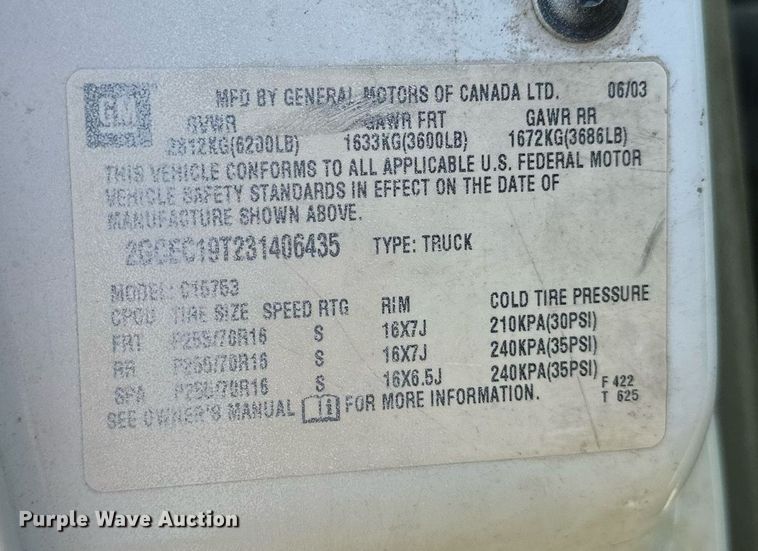 GM
MFD BY GENERAL MOTORS OF CANADA LTD. 06/03
GVWR GAWR FRT GAWR RR
2812KG(6200LB) 1633KG(3600LB) 1672KG(3686LB)
THIS VEHICLE CONFORMS TO ALL APPLICABLE U.S. FEDERAL MOTOR
VEHICLE SAFETY STANDARDS IN EFFECT ON THE DATE OF
MANUFACTURE SHOWN ABOVE.
2GCEC19T231406435 TYPE: TRUCK
MODEL: C15753
TIRE SIZE SPEED RTG RIM COLD TIRE PRESSURE
FRT P255/70R16 S 16X7J 210KPA(30PSI)
RR P255/70R16 S 16X7J 240KPA(35PSI)
SPA P255/70R16 S 16X6.5J 240KPA(35PSI)
SEE OWNER'S MANUAL FOR MORE INFORMATION.
F 422
T 625
Purple Wave Auction